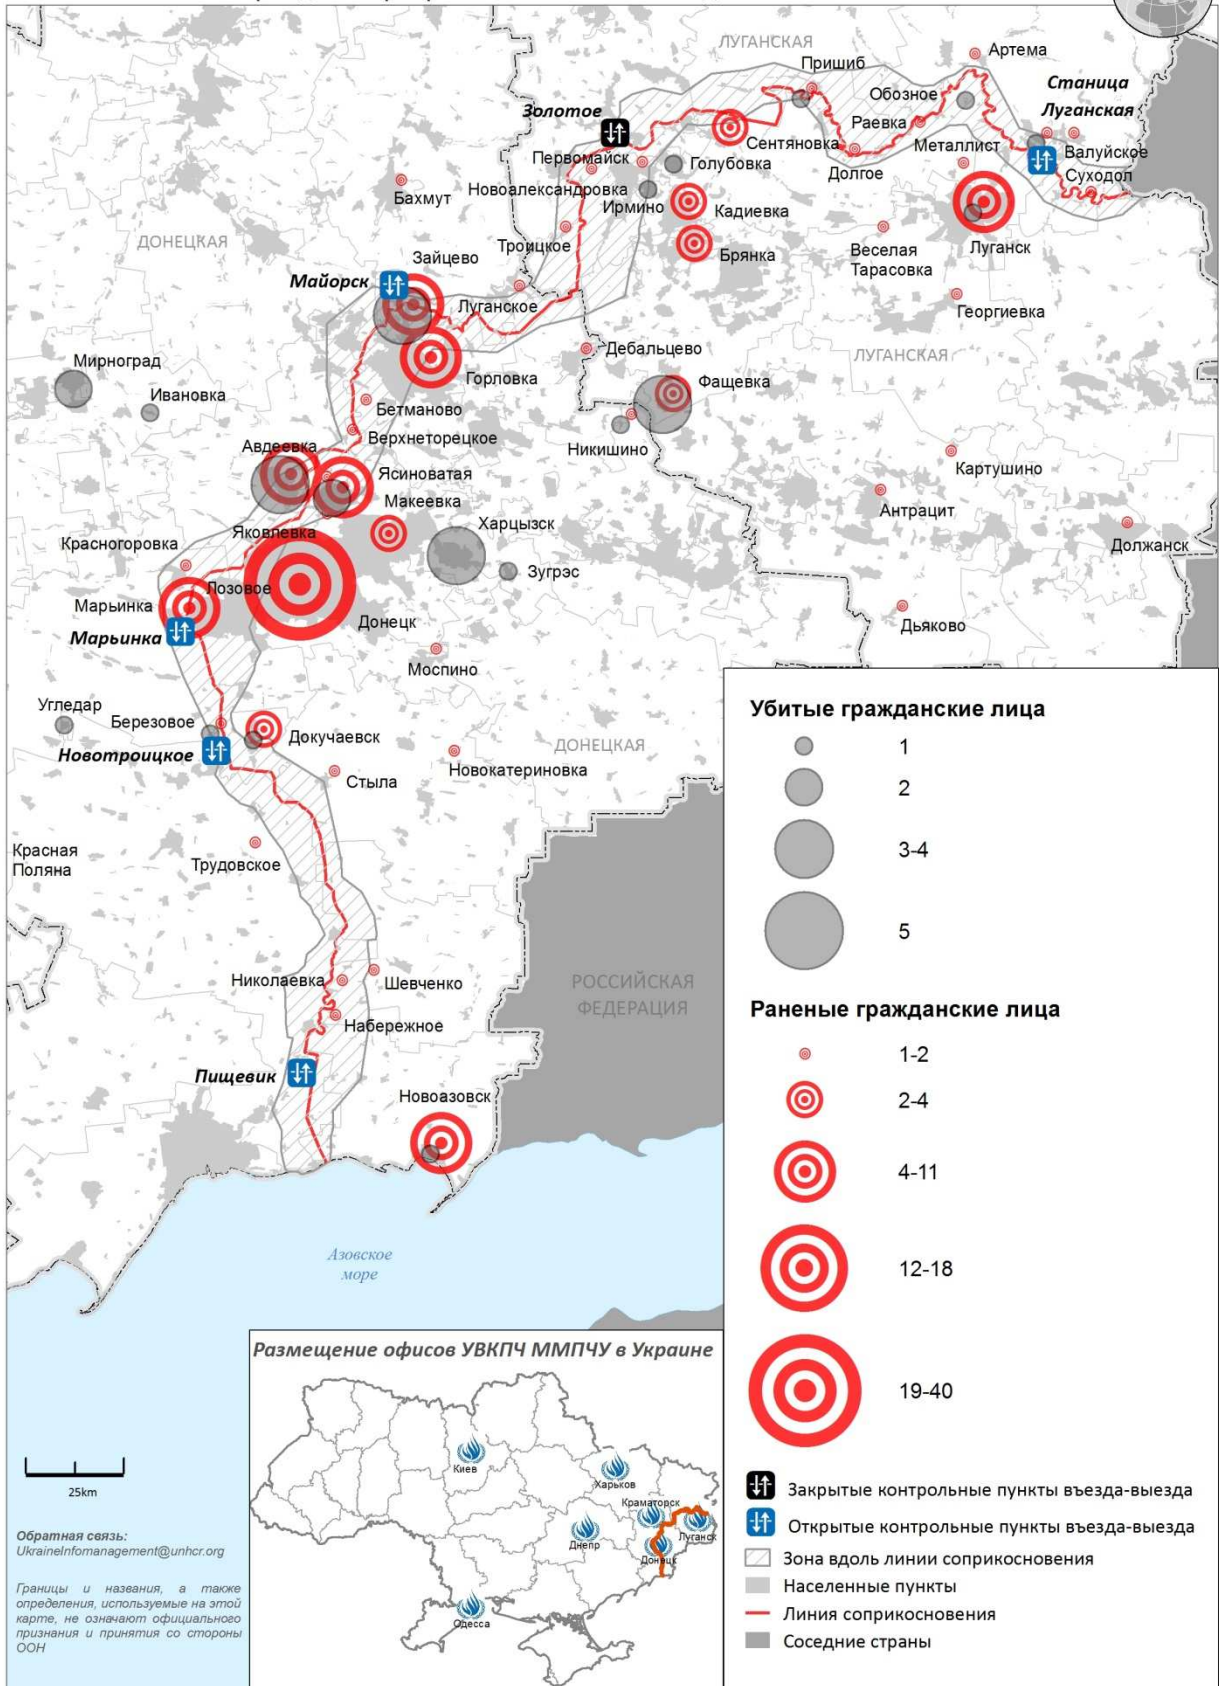 ЛУГАНСКАЯ
Артема
Пришиб
Станица
Луганская
Обозное
Золотое
Раевка
Сентяновка
Металлист
Валуйское
Первомайск
Голубовка
Долгое
Суходол
Новоалександровка
Бахмут
Ирмино
Кадиевка
ДОНЕЦКАЯ
Троицкое
Брянка
Веселая
Тарасовка
Луганск
Зайцево
Майорск
Луганское
Георгиевка
Дебальцево
ЛУГАНСКАЯ
Мирноград
Горловка
Фащевка
Ивановка
Бетманово
Верхнеторецкое
Никишино
Авдеевка
Ясиноватая
Картушино
Макеевка
Антрацит
Харцызск
Яковлевка
Красногоровка
Должанск
Зугрэс
Лозовое
Марьинка
Донецк
Дьяково
Марьинка
Моспино
Угледар
Березовое
Докучаевск
ДОНЕЦКАЯ
Новотроицкое
Новокатериновка
Стыла
Красная
Поляна
Трудовское
Николаевка
Шевченко
РОССИЙСКАЯ
ФЕДЕРАЦИЯ
Набережное
Пищевик
Новоазовск
Азовское
море
Убитые гражданские лица
1
2
3-4
5
Раненые гражданские лица
1-2
2-4
4-11
12-18
19-40
Закрытые контрольные пункты въезда-выезда
Открытые контрольные пункты въезда-выезда
Зона вдоль линии соприкосновения
Населенные пункты
Линия соприкосновения
Соседние страны
Размещение офисов УВКПЧ ММПЧУ в Украине
Киев
Харьков
Краматорск
Днепр
Луганск
Донецк
Одесса
25km
Обратная связь:
UkraineInfomanagement@unhcr.org
Границы и названия, а также
определения, используемые на этой
карте, не означают официального
признания и принятия со стороны
ООН